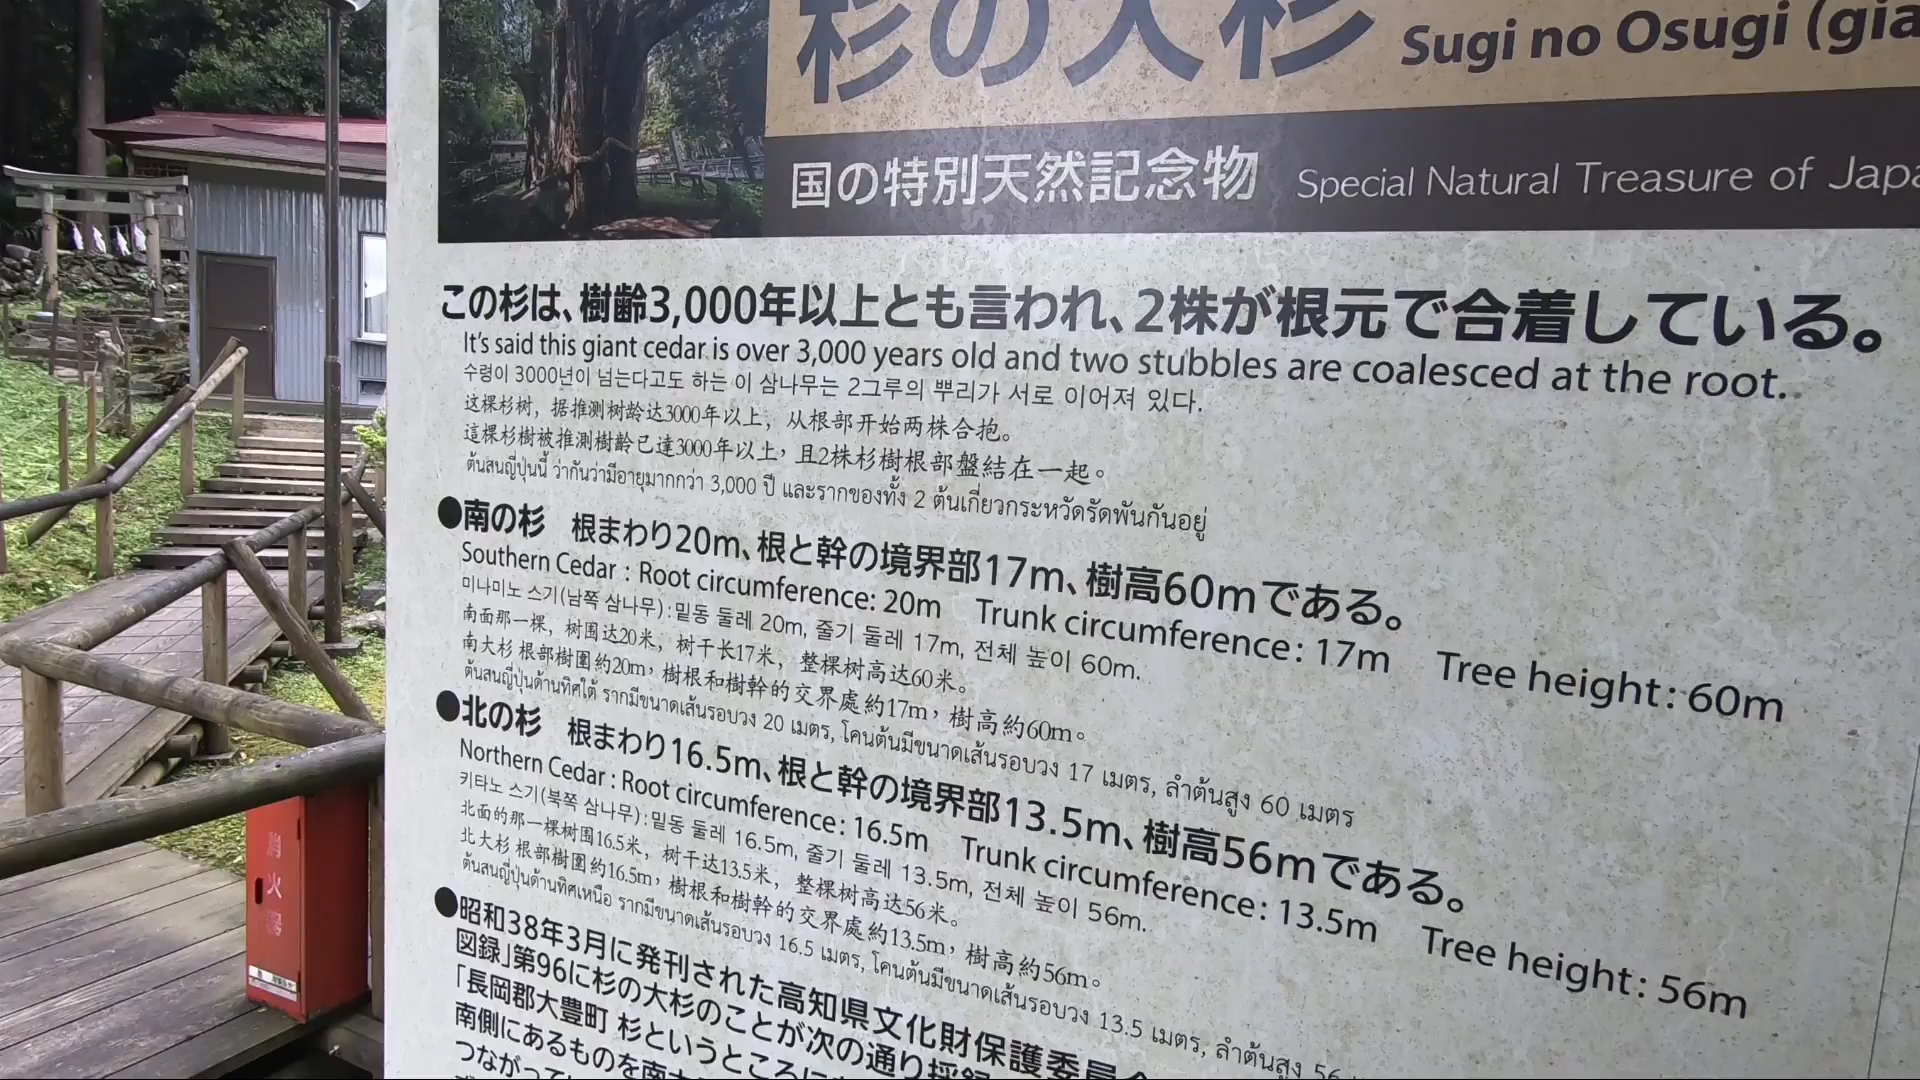 杉の大杉 Sugi no Osugi (gia
国の特別天然記念物 Special Natural Treasure of Japa
この杉は、樹齢3,000年以上とも言われ、2株が根元で合着している。
It's said this giant cedar is over 3,000 years old and two stubbles are coalesced at the root.
수령이 3000년이 넘는다고도 하는 이 삼나무는 2그루의 뿌리가 서로 이어져 있다.
这棵杉树，据推测树龄达3000年以上，从根部开始两株合抱。
這棵杉樹被推測樹齡已達3000年以上，且2株杉樹根部盤結在一起。
ต้นสนญี่ปุ่นนี้ ว่ากันว่ามีอายุมากกว่า 3,000 ปี และรากของทั้ง 2 ต้นเกี่ยวกระหวัดรัดพันกันอยู่
●南の杉 根まわり20m、根と幹の境界部17m、樹高60mである。
Southern Cedar : Root circumference: 20m Trunk circumference: 17m Tree height: 60m
미나미노 스기(남쪽 삼나무):밑동 둘레 20m, 줄기 둘레 17m, 전체 높이 60m.
南面那一棵，树围达20米，树干长17米，整棵树高达60米。
南大杉 根部樹圍約20m，樹根和樹幹的交界處約17m，樹高約60m。
ต้นสนญี่ปุ่นด้านทิศใต้ รากมีขนาดเส้นรอบวง 20 เมตร, โคนต้นมีขนาดเส้นรอบวง 17 เมตร, ลำต้นสูง 60 เมตร
●北の杉 根まわり16.5m、根と幹の境界部13.5m、樹高56mである。
Northern Cedar : Root circumference: 16.5m Trunk circumference: 13.5m Tree height: 56m
키타노 스기(북쪽 삼나무):밑동 둘레 16.5m, 줄기 둘레 13.5m, 전체 높이 56m.
北面的那一棵树围16.5米，树干达13.5米，整棵树高达56米。
北大杉 根部樹圍約16.5m，樹根和樹幹的交界處約13.5m，樹高約56m。
ต้นสนญี่ปุ่นด้านทิศเหนือ รากมีขนาดเส้นรอบวง 16.5 เมตร, โคนต้นมีขนาดเส้นรอบวง 13.5 เมตร, ลำต้นสูง 56
●昭和38年3月に発刊された高知県文化財保護委員会
図録」第96に杉の大杉のことが次の通り採録
「長岡郡大豊町 杉というところに
南側にあるものを南大
つながって
消火器